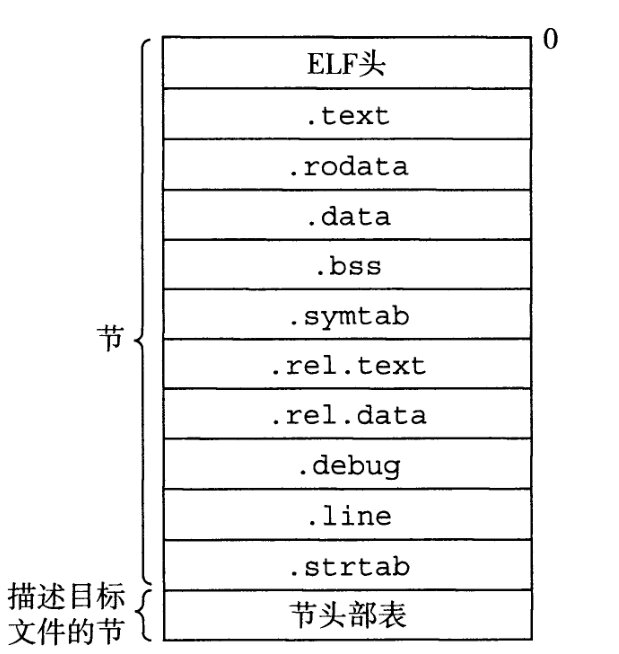 0
ELF头
.text
.rodata
.data
.bss
.symtab
节
.rel.text
.rel.data
.debug
.line
.strtab
描述目标
文件的节
节头部表